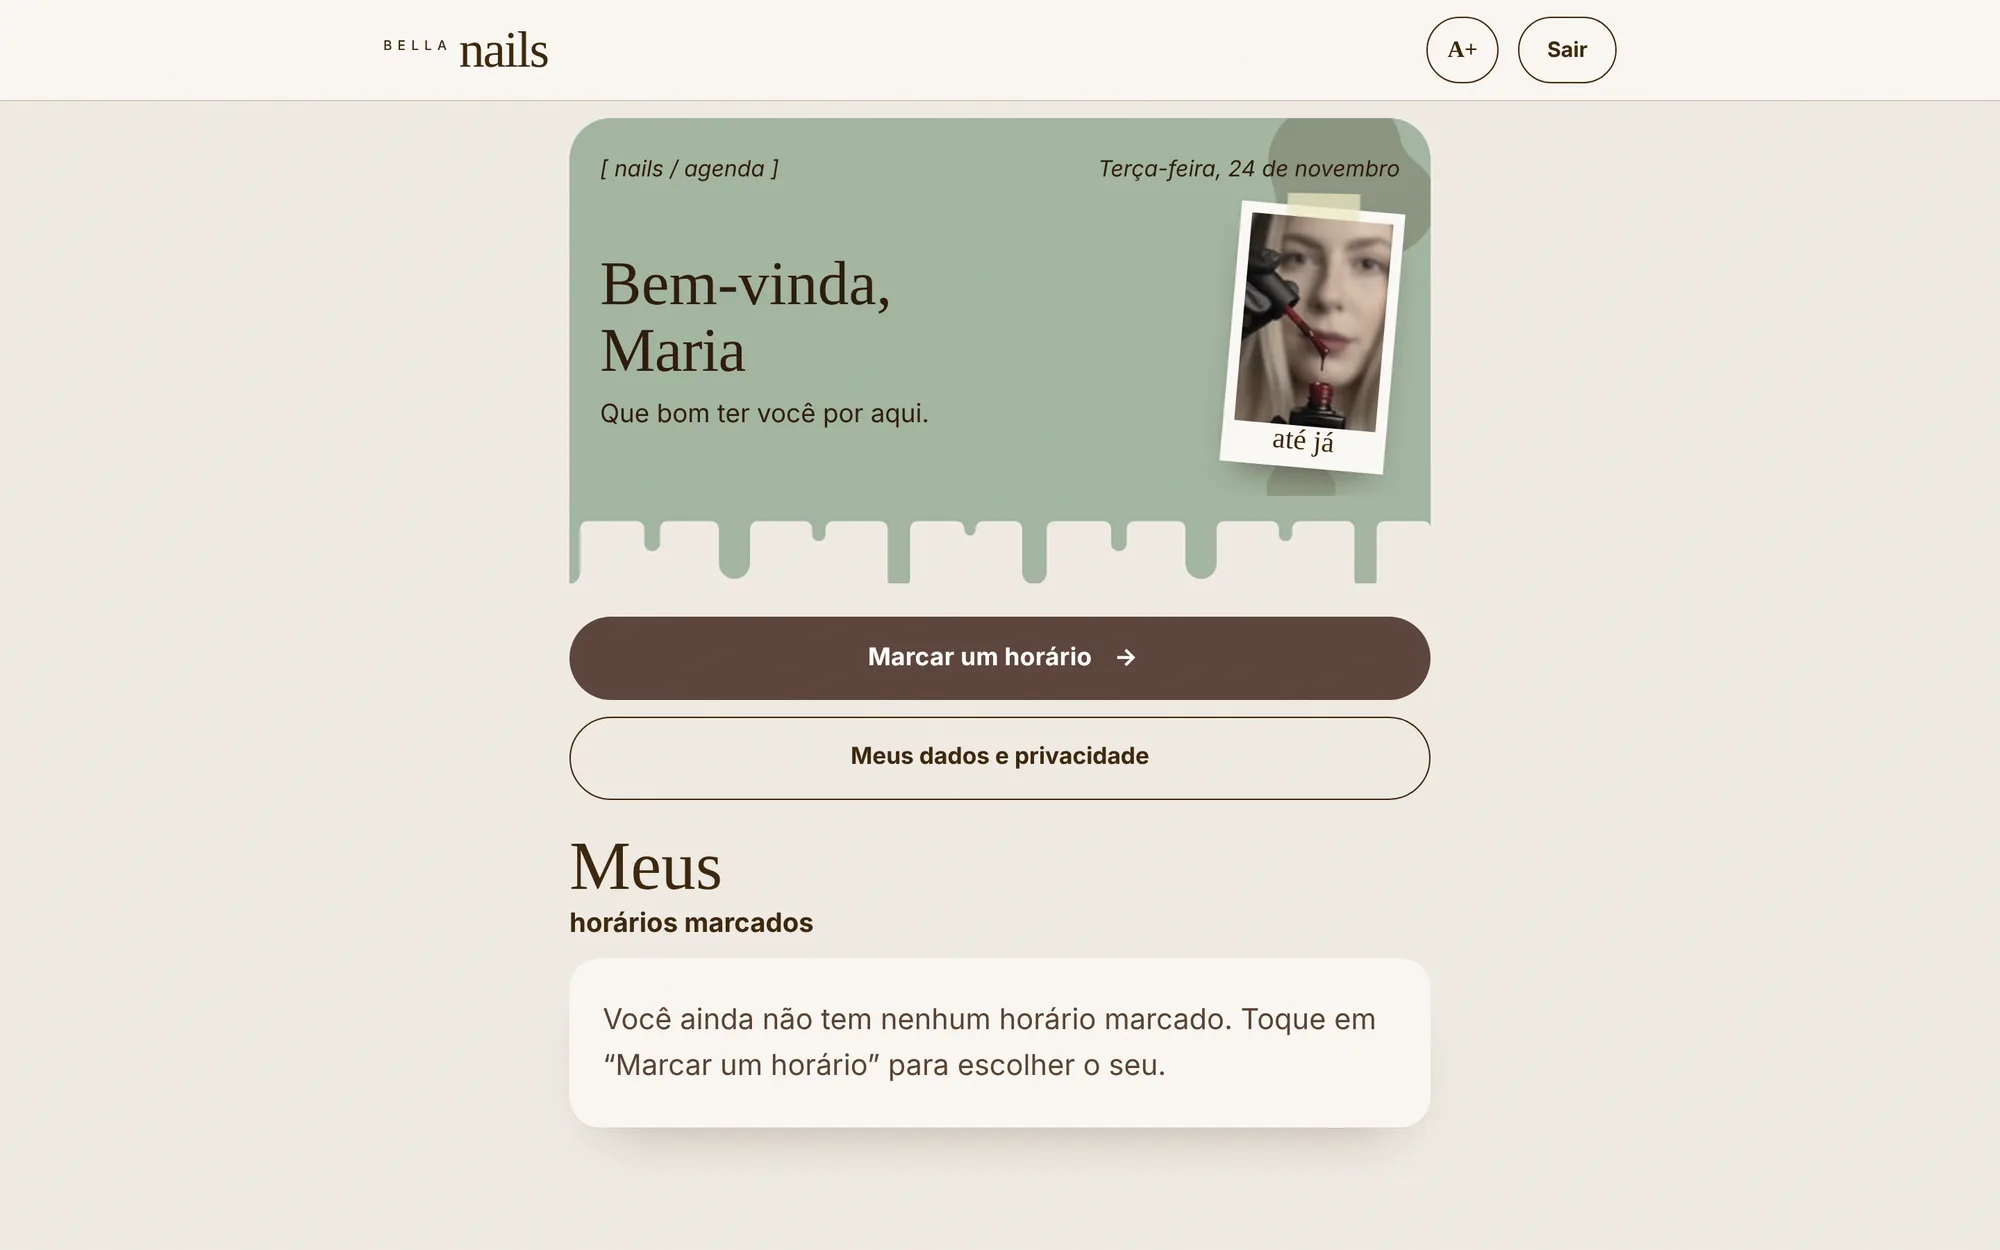 BELLA nails
A+
Sair
[ nails / agenda ]
Terça-feira, 24 de novembro
Bem-vinda,
Maria
Que bom ter você por aqui.
até já
Marcar um horário →
Meus dados e privacidade
Meus
horários marcados
Você ainda não tem nenhum horário marcado. Toque em
“Marcar um horário” para escolher o seu.